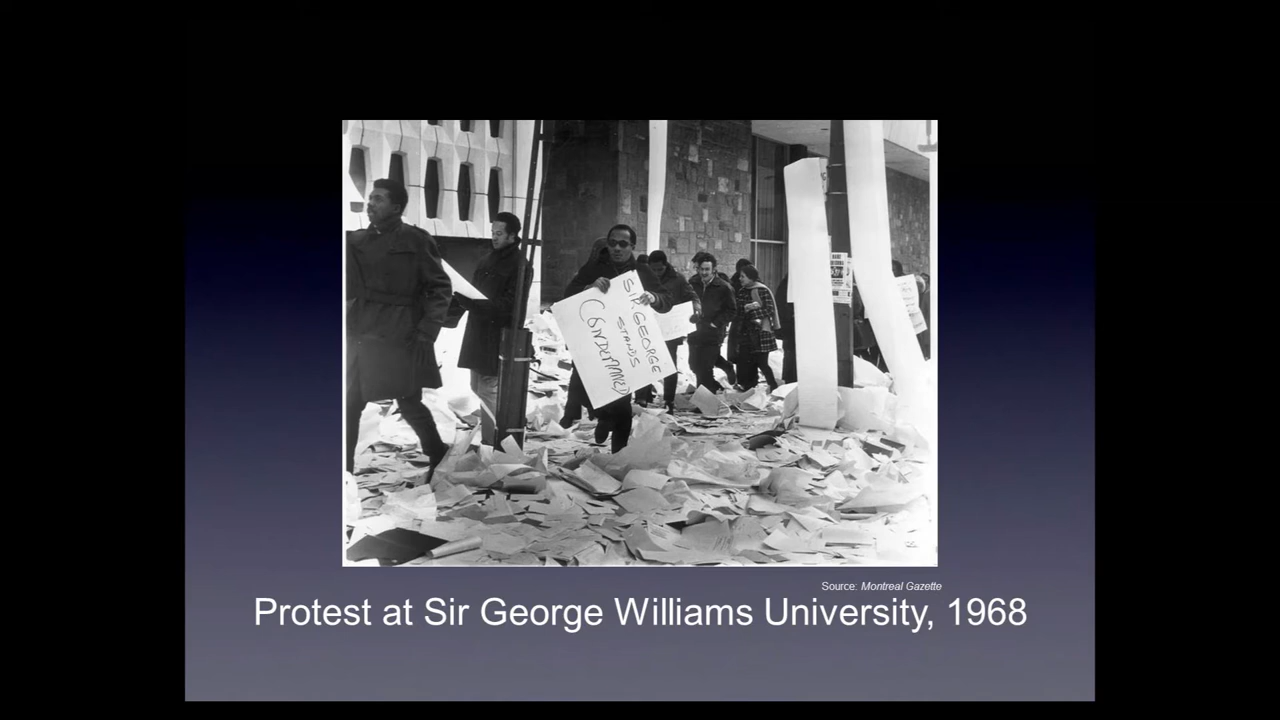 SIR GEORGE
STANDS
CONDEMNED
Source: Montreal Gazette
Protest at Sir George Williams University, 1968